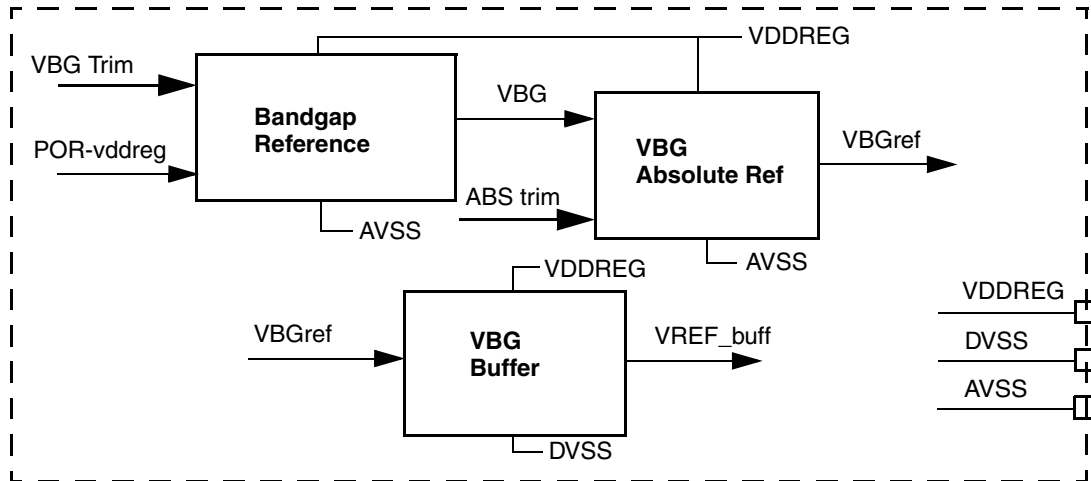 VDDREG
VBG Trim
Bandgap
Reference
VBG
POR-vddreg
VBG
Absolute Ref
VBGref
ABS trim
AVSS
AVSS
VDDREG
VBGref
VBG
Buffer
VREF_buff
DVSS
VDDREG
DVSS
AVSS